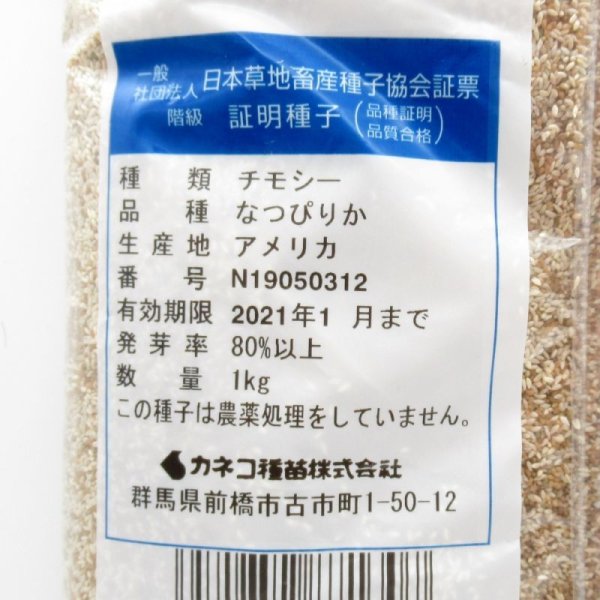 一般
社団法人 日本草地畜産種子協会証票
階級 証明種子 (品種証明
品質合格)
種類 チモシー
品種 なつぴりか
生産地 アメリカ
番号 N19050312
有効期限 2021年1 月まで
発芽率 80%以上
数量 1kg
この種子は農薬処理をしていません。
カネコ種苗株式会社
群馬県前橋市古市町1-50-12